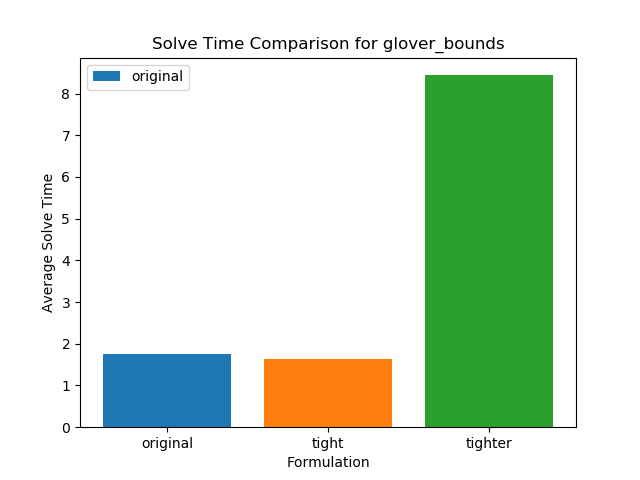 Solve Time Comparison for glover_bounds
original
8
7
6
5
4
3
2
1
0
Average Solve Time
original tight tighter
Formulation